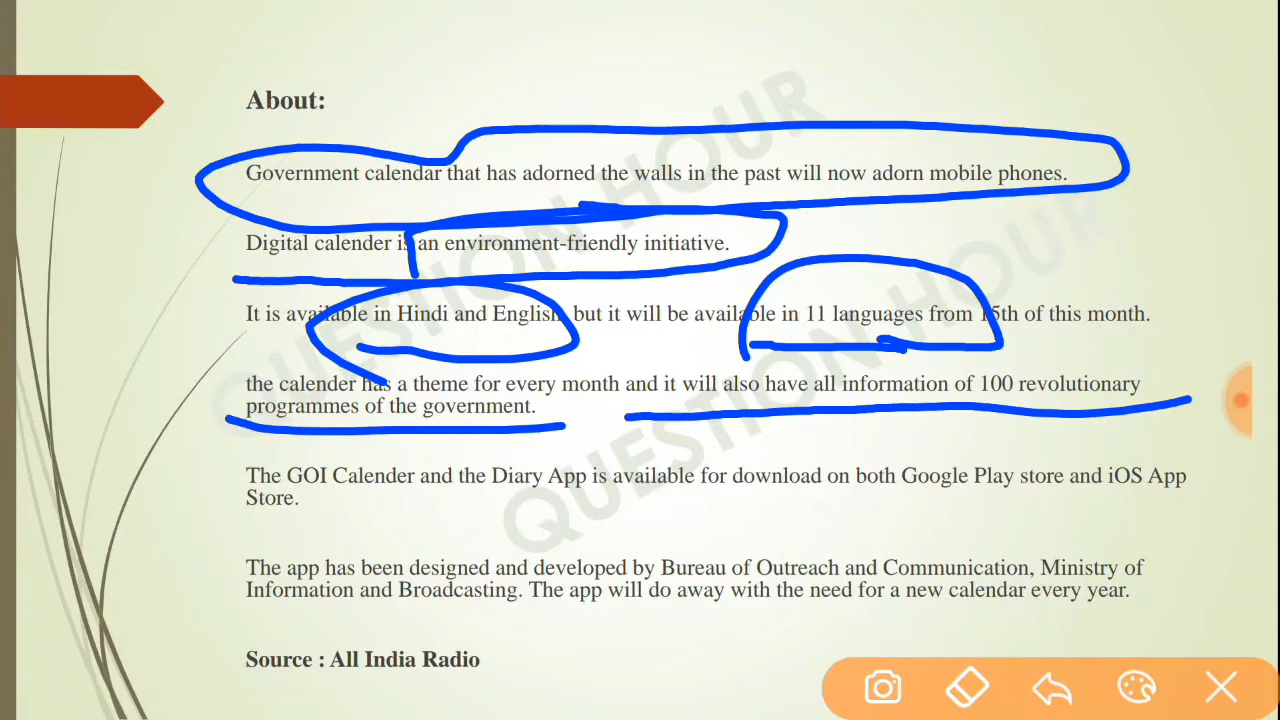 About:
Government calendar that has adorned the walls in the past will now adorn mobile phones.
Digital calender is an environment-friendly initiative.
It is available in Hindi and English, but it will be available in 11 languages from 15th of this month.
the calender has a theme for every month and it will also have all information of 100 revolutionary
programmes of the government.
The GOI Calender and the Diary App is available for download on both Google Play store and iOS App
Store.
The app has been designed and developed by Bureau of Outreach and Communication, Ministry of
Information and Broadcasting. The app will do away with the need for a new calendar every year.
Source : All India Radio
QUESTION HOUR
QUESTION HOUR